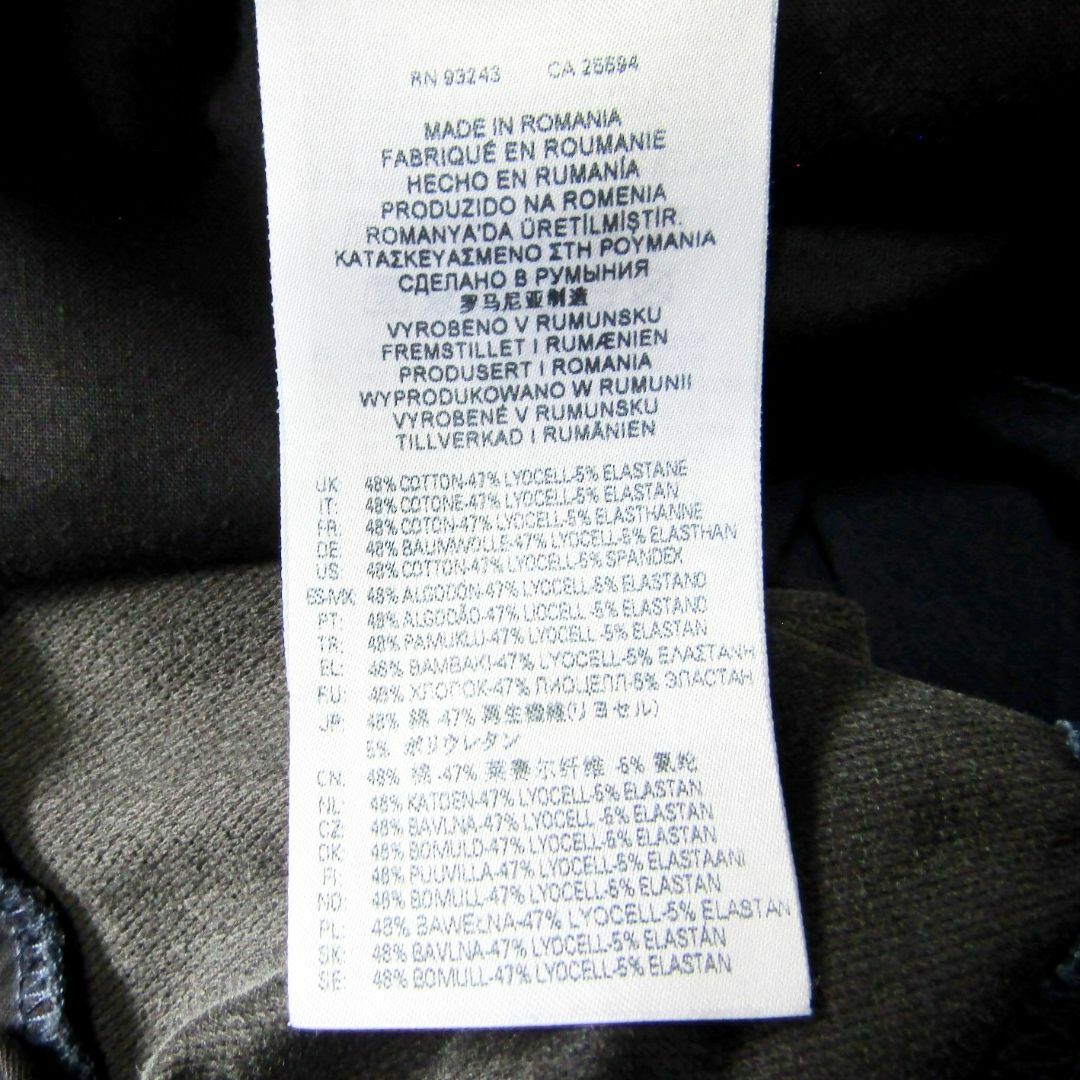 RN 93243 CA 25594
MADE IN ROMANIA
FABRIQUÉ EN ROUMANIE
HECHO EN RUMANÍA
PRODUZIDO NA ROMENIA
ROMANYA'DA ÜRETİLMİŞTİR.
ΚΑΤΑΣΚΕΥΑΣΜΕΝΟ ΣΤΗ ΡΟΥΜΑΝΙΑ
СДЕЛАНО В РУМЫНИЯ
罗马尼亚制造
VYROBENO V RUMUNSKU
FREMSTILLET I RUMÆNIEN
PRODUSERT I ROMANIA
WYPRODUKOWANO W RUMUNII
VYROBENÉ V RUMUNSKU
TILLVERKAD I RUMÄNIEN
UK: 48% COTTON-47% LYOCELL-5% ELASTANE
IT: 48% COTONE-47% LYOCELL-5% ELASTAN
FR: 48% COTON-47% LYOCELL-5% ELASTHANNE
DE: 48% BAUMWOLLE-47% LYOCELL-5% ELASTHAN
US: 48% COTTON-47% LYOCELL-5% SPANDEX
ES-MX: 48% ALGODÓN-47% LYOCELL-5% ELASTANO
PT: 48% ALGODÃO-47% LIOCELL -5% ELASTANO
TR: 48% PAMUKLU-47% LYOCELL -5% ELASTAN
EL: 48% ΒΑΜΒΑΚΙ-47% LYOCELL-5% ΕΛΑΣΤΑΝΗ
RU: 48% ХЛОПОК-47% ЛИОЦЕЛЛ-5% ЭЛАСТАН
JP: 48% 綿 -47% 再生繊維(リヨセル)
5% ポリウレタン
CN: 48% 棉 -47% 莱赛尔纤维 -5% 氨纶
NL: 48% KATOEN-47% LYOCELL-5% ELASTAN
CZ: 48% BAVLNA-47% LYOCELL-5% ELASTAN
DK: 48% BOMULD-47% LYOCELL-5% ELASTAN
FI: 48% PUUVILLA-47% LYOCELL-5% ELASTAANI
NO: 48% BOMULL-47% LYOCELL-5% ELASTAN
PL: 48% BAWEŁNA-47% LYOCELL-5% ELASTAN
SK: 48% BAVLNA-47% LYOCELL-5% ELASTÁN
SE: 48% BOMULL-47% LYOCELL-5% ELASTAN